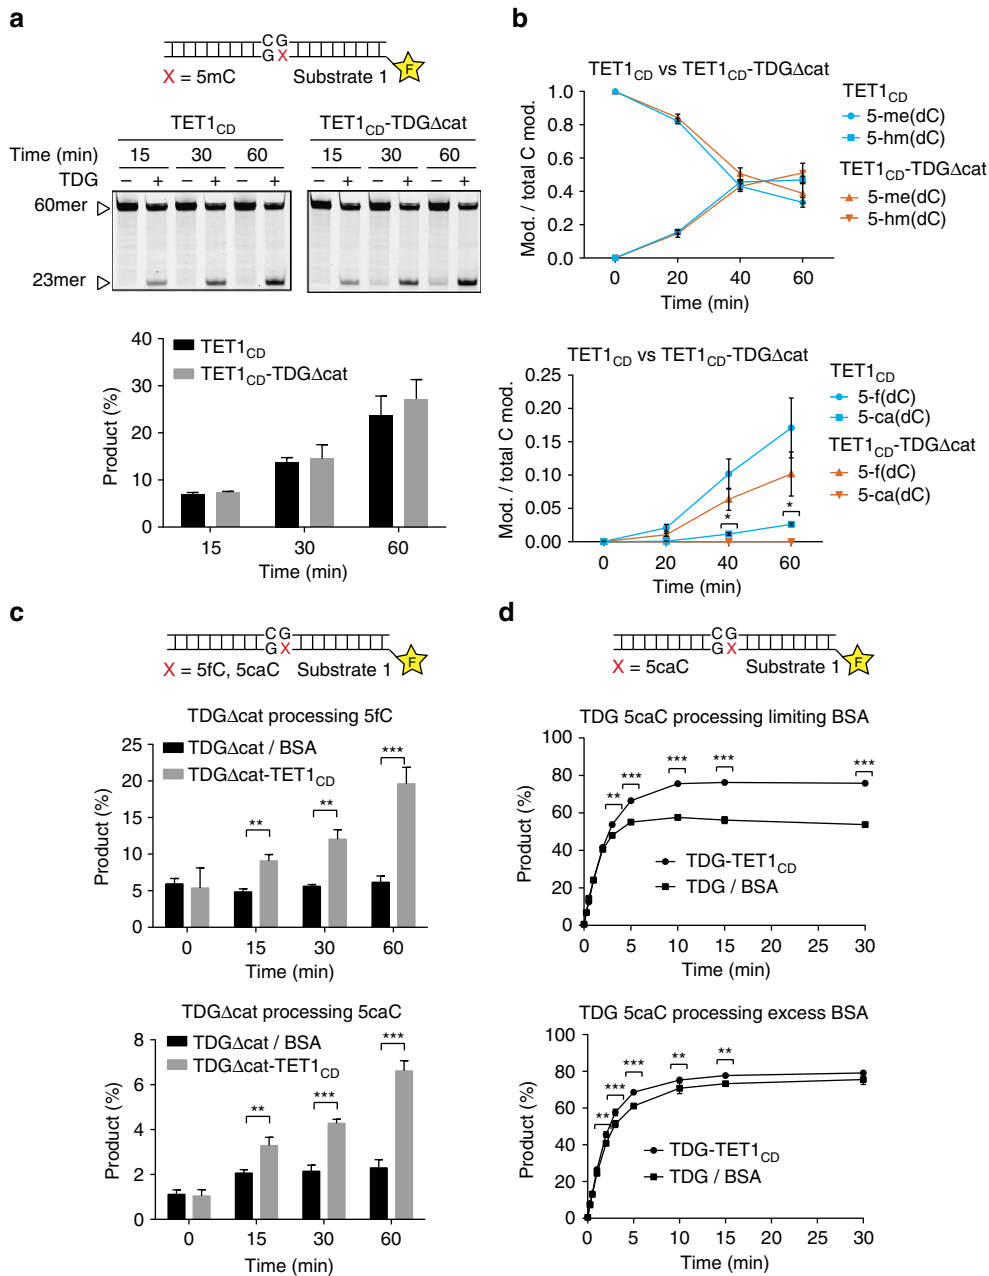 a
C G
G X
F
X = 5mC Substrate 1
TET1CD TET1CD-TDGΔcat
Time (min) 15 30 60 15 30 60
TDG – + – + – + – + – + – +
60mer
23mer
40
30
20
10
0
Product (%)
TET1CD
TET1CD-TDGΔcat
15 30 60
Time (min)
b
TET1CD vs TET1CD-TDGΔcat
1.0
0.8
0.6
0.4
0.2
0.0
Mod. / total C mod.
0 20 40 60
Time (min)
TET1CD
5-me(dC)
5-hm(dC)
TET1CD-TDGΔcat
5-me(dC)
5-hm(dC)
TET1CD vs TET1CD-TDGΔcat
0.25
0.20
0.15
0.10
0.05
0.00
Mod. / total C mod.
* *
0 20 40 60
Time (min)
TET1CD
5-f(dC)
5-ca(dC)
TET1CD-TDGΔcat
5-f(dC)
5-ca(dC)
c
C G
G X
F
X = 5fC, 5caC Substrate 1
TDGΔcat processing 5fC
25
20
15
10
5
0
Product (%)
TDGΔcat / BSA
TDGΔcat-TET1CD
** ** ***
0 15 30 60
Time (min)
TDGΔcat processing 5caC
8
6
4
2
0
Product (%)
TDGΔcat / BSA
TDGΔcat-TET1CD
** *** ***
0 15 30 60
Time (min)
d
C G
G X
F
X = 5caC Substrate 1
TDG 5caC processing limiting BSA
100
80
60
40
20
0
Product (%)
** *** *** *** ***
TDG-TET1CD
TDG / BSA
0 5 10 15 20 25 30
Time (min)
TDG 5caC processing excess BSA
100
80
60
40
20
0
Product (%)
** *** *** ** **
TDG-TET1CD
TDG / BSA
0 5 10 15 20 25 30
Time (min)